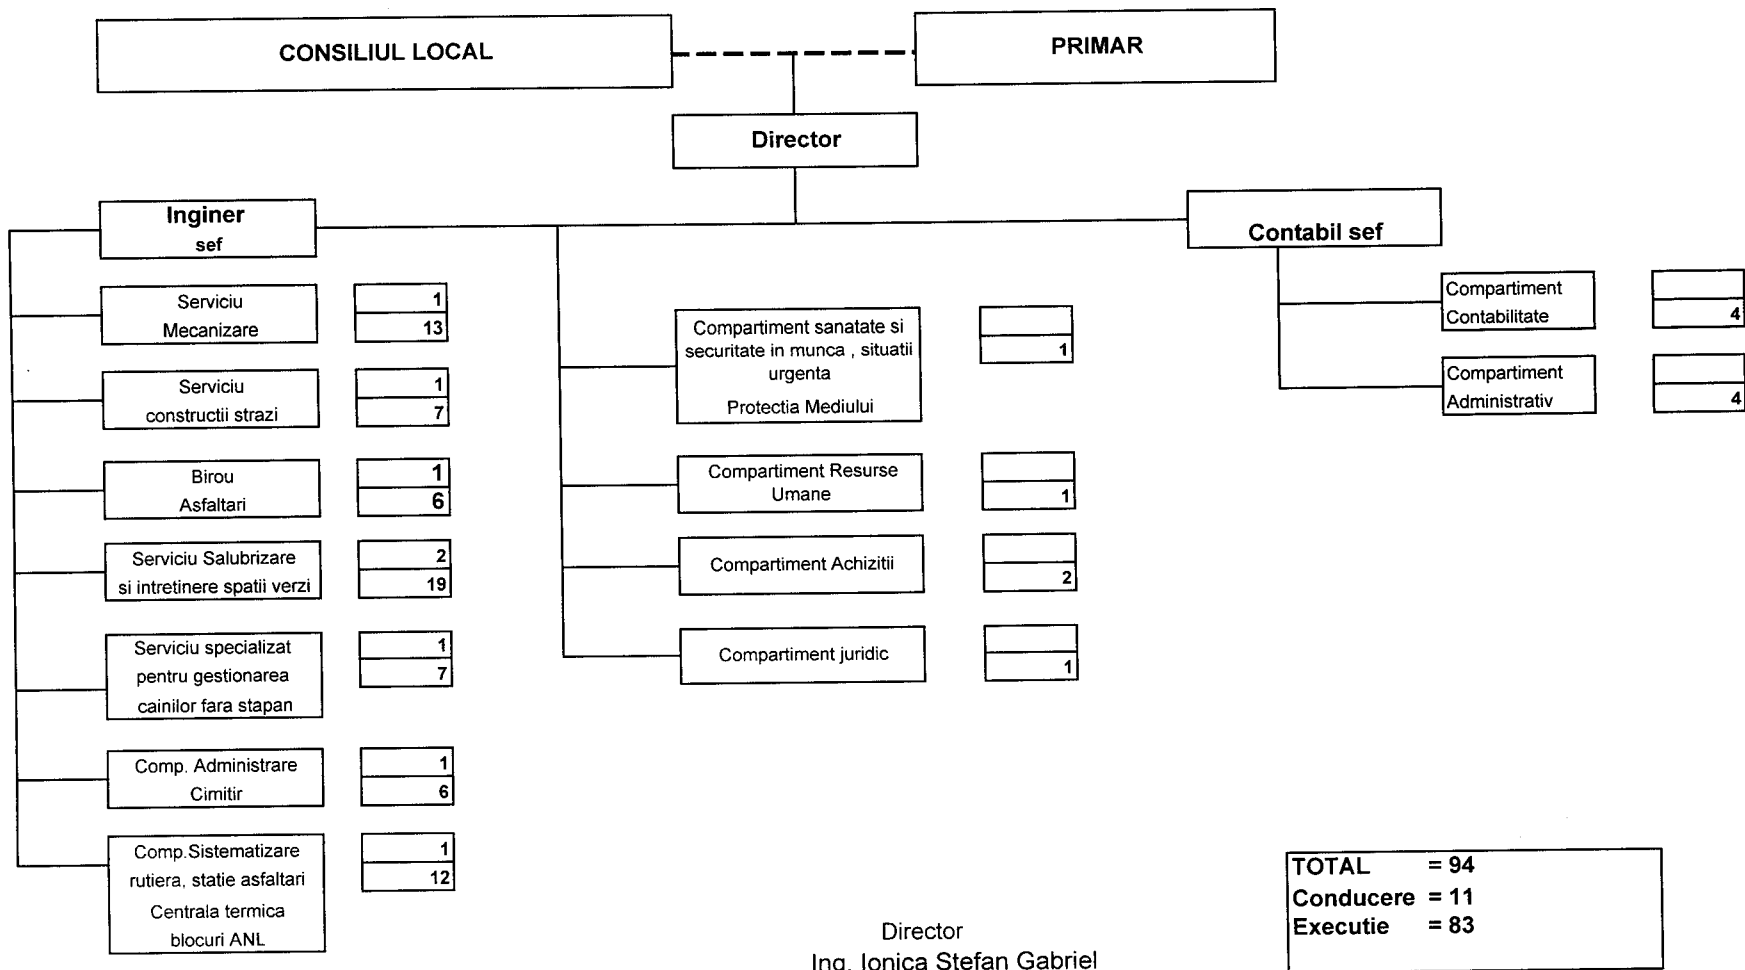 CONSILIUL LOCAL
PRIMAR
Director
Inginer
sef
Contabil sef
Serviciu
Mecanizare
1
13
Serviciu
constructii strazi
1
7
Birou
Asfaltari
1
6
Serviciu Salubrizare
si intretinere spatii verzi
2
19
Serviciu specializat
pentru gestionarea
cainilor fara stapan
1
7
Comp. Administrare
Cimitir
1
6
Comp.Sistematizare
rutiera, statie asfaltari
Centrala termica
blocuri ANL
1
12
Compartiment sanatate si
securitate in munca , situatii
urgenta
Protectia Mediului
1
Compartiment Resurse
Umane
1
Compartiment Achizitii
2
Compartiment juridic
1
Compartiment
Contabilitate
4
Compartiment
Administrativ
4
TOTAL = 94
Conducere = 11
Executie = 83
Director
Ing. Ionica Stefan Gabriel